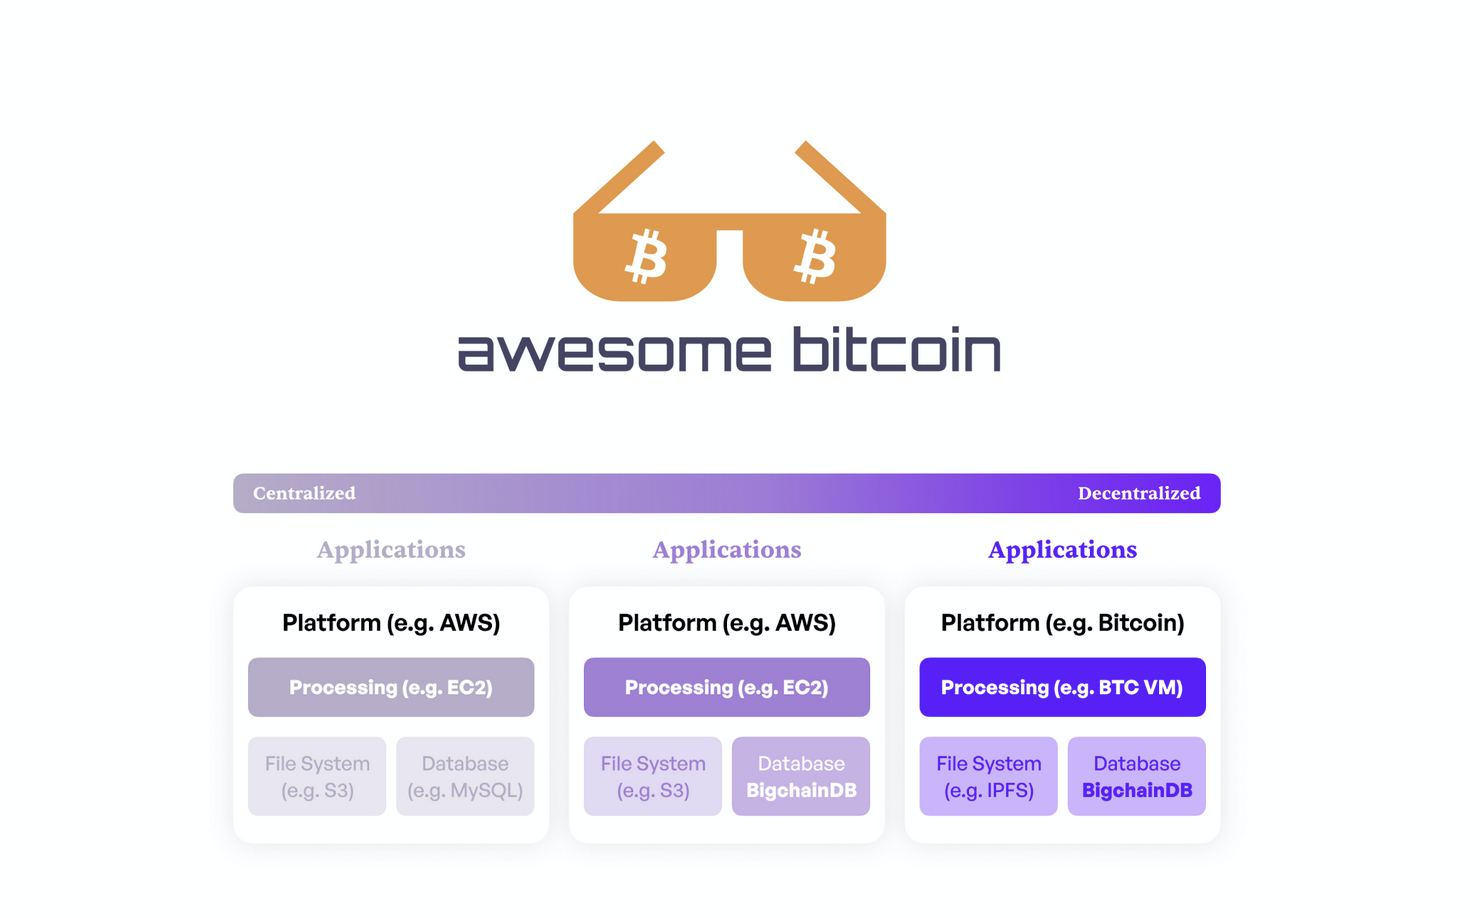 awesome bitcoin
Centralized
Decentralized
Applications
Platform (e.g. AWS)
Processing (e.g. EC2)
File System
(e.g. S3)
Database
(e.g. MySQL)
Applications
Platform (e.g. AWS)
Processing (e.g. EC2)
File System
(e.g. S3)
Database
BigchainDB
Applications
Platform (e.g. Bitcoin)
Processing (e.g. BTC VM)
File System
(e.g. IPFS)
Database
BigchainDB